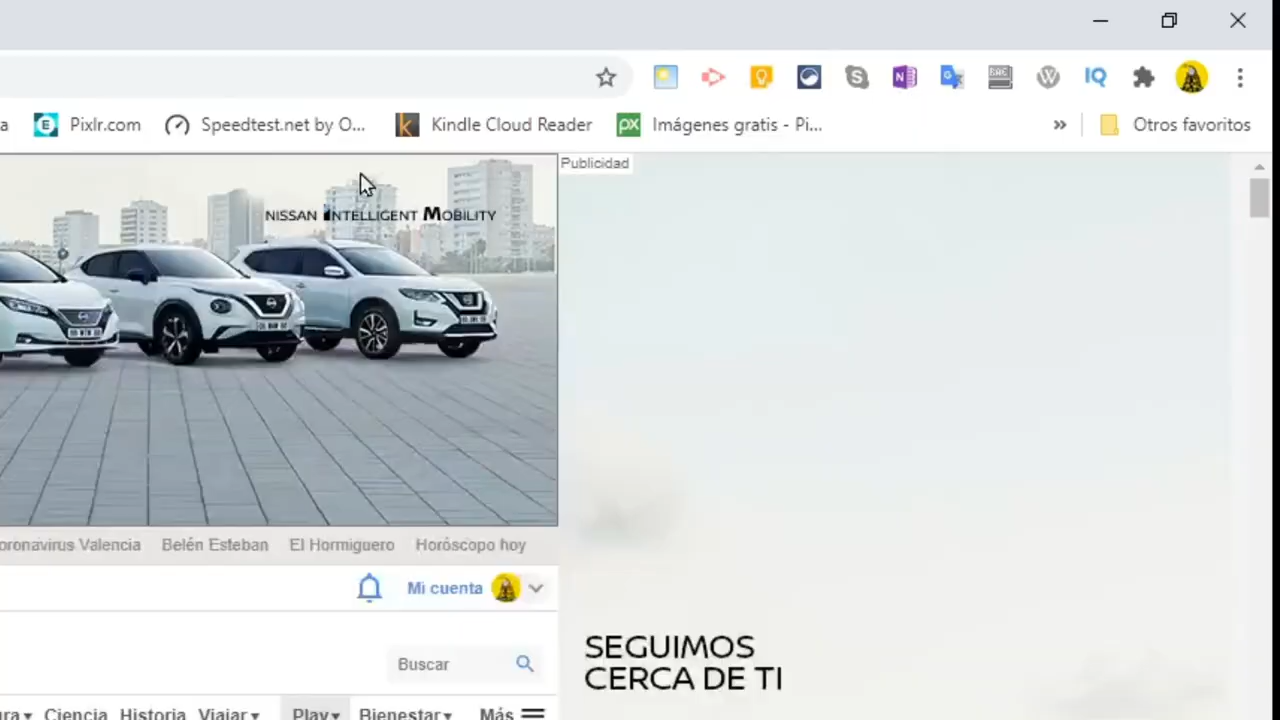 a Pixlr.com Speedtest.net by O... Kindle Cloud Reader Imágenes gratis - Pi... » Otros favoritos
Publicidad
NISSAN INTELLIGENT MOBILITY
oronavirus Valencia Belén Esteban El Hormiguero Horóscopo hoy
Mi cuenta
Buscar
SEGUIMOS
CERCA DE TI
ra Ciencia Historia Viajar Play Bienestar Más